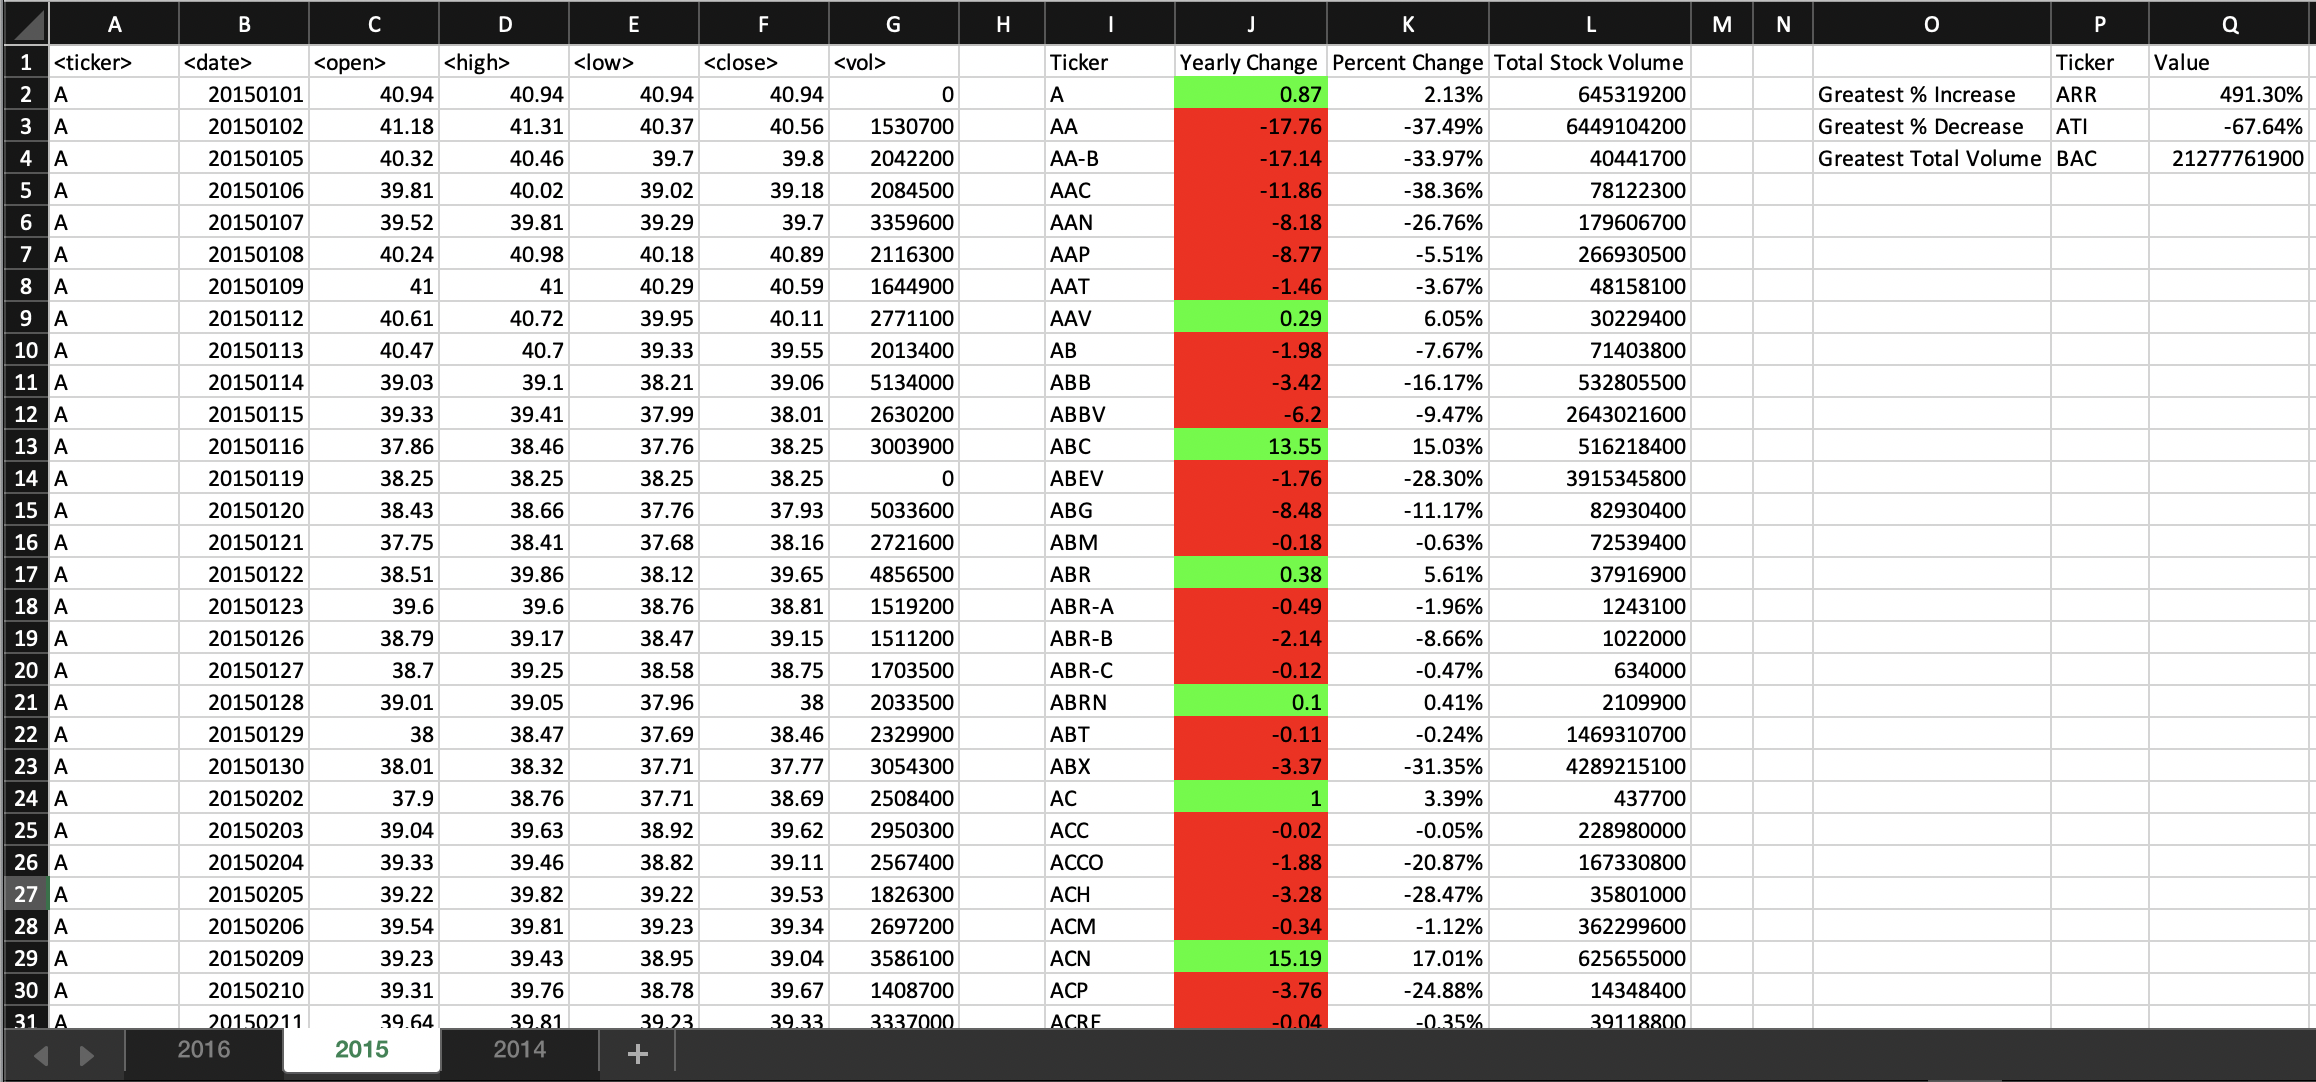 A B C D E F G H I J K L M N O P Q
1 <ticker> <date> <open> <high> <low> <close> <vol> Ticker Yearly Change Percent Change Total Stock Volume Ticker Value
2 A 20150101 40.94 40.94 40.94 40.94 0 A 0.87 2.13% 645319200 Greatest % Increase ARR 491.30%
3 A 20150102 41.18 41.31 40.37 40.56 1530700 AA -17.76 -37.49% 6449104200 Greatest % Decrease ATI -67.64%
4 A 20150105 40.32 40.46 39.7 39.8 2042200 AA-B -17.14 -33.97% 40441700 Greatest Total Volume BAC 21277761900
5 A 20150106 39.81 40.02 39.02 39.18 2084500 AAC -11.86 -38.36% 78122300
6 A 20150107 39.52 39.81 39.29 39.7 3359600 AAN -8.18 -26.76% 179606700
7 A 20150108 40.24 40.98 40.18 40.89 2116300 AAP -8.77 -5.51% 266930500
8 A 20150109 41 41 40.29 40.59 1644900 AAT -1.46 -3.67% 48158100
9 A 20150112 40.61 40.72 39.95 40.11 2771100 AAV 0.29 6.05% 30229400
10 A 20150113 40.47 40.7 39.33 39.55 2013400 AB -1.98 -7.67% 71403800
11 A 20150114 39.03 39.1 38.21 39.06 5134000 ABB -3.42 -16.17% 532805500
12 A 20150115 39.33 39.41 37.99 38.01 2630200 ABBV -6.2 -9.47% 2643021600
13 A 20150116 37.86 38.46 37.76 38.25 3003900 ABC 13.55 15.03% 516218400
14 A 20150119 38.25 38.25 38.25 38.25 0 ABEV -1.76 -28.30% 3915345800
15 A 20150120 38.43 38.66 37.76 37.93 5033600 ABG -8.48 -11.17% 82930400
16 A 20150121 37.75 38.41 37.68 38.16 2721600 ABM -0.18 -0.63% 72539400
17 A 20150122 38.51 39.86 38.12 39.65 4856500 ABR 0.38 5.61% 37916900
18 A 20150123 39.6 39.6 38.76 38.81 1519200 ABR-A -0.49 -1.96% 1243100
19 A 20150126 38.79 39.17 38.47 39.15 1511200 ABR-B -2.14 -8.66% 1022000
20 A 20150127 38.7 39.25 38.58 38.75 1703500 ABR-C -0.12 -0.47% 634000
21 A 20150128 39.01 39.05 37.96 38 2033500 ABRN 0.1 0.41% 2109900
22 A 20150129 38 38.47 37.69 38.46 2329900 ABT -0.11 -0.24% 1469310700
23 A 20150130 38.01 38.32 37.71 37.77 3054300 ABX -3.37 -31.35% 4289215100
24 A 20150202 37.9 38.76 37.71 38.69 2508400 AC 1 3.39% 437700
25 A 20150203 39.04 39.63 38.92 39.62 2950300 ACC -0.02 -0.05% 228980000
26 A 20150204 39.33 39.46 38.82 39.11 2567400 ACCO -1.88 -20.87% 167330800
27 A 20150205 39.22 39.82 39.22 39.53 1826300 ACH -3.28 -28.47% 35801000
28 A 20150206 39.54 39.81 39.23 39.34 2697200 ACM -0.34 -1.12% 362299600
29 A 20150209 39.23 39.43 38.95 39.04 3586100 ACN 15.19 17.01% 625655000
30 A 20150210 39.31 39.76 38.78 39.67 1408700 ACP -3.76 -24.88% 14348400
31 A 20150211 39.64 39.81 39.23 39.33 3337000 ACRE -0.04 -0.35% 39118800
2016 2015 2014